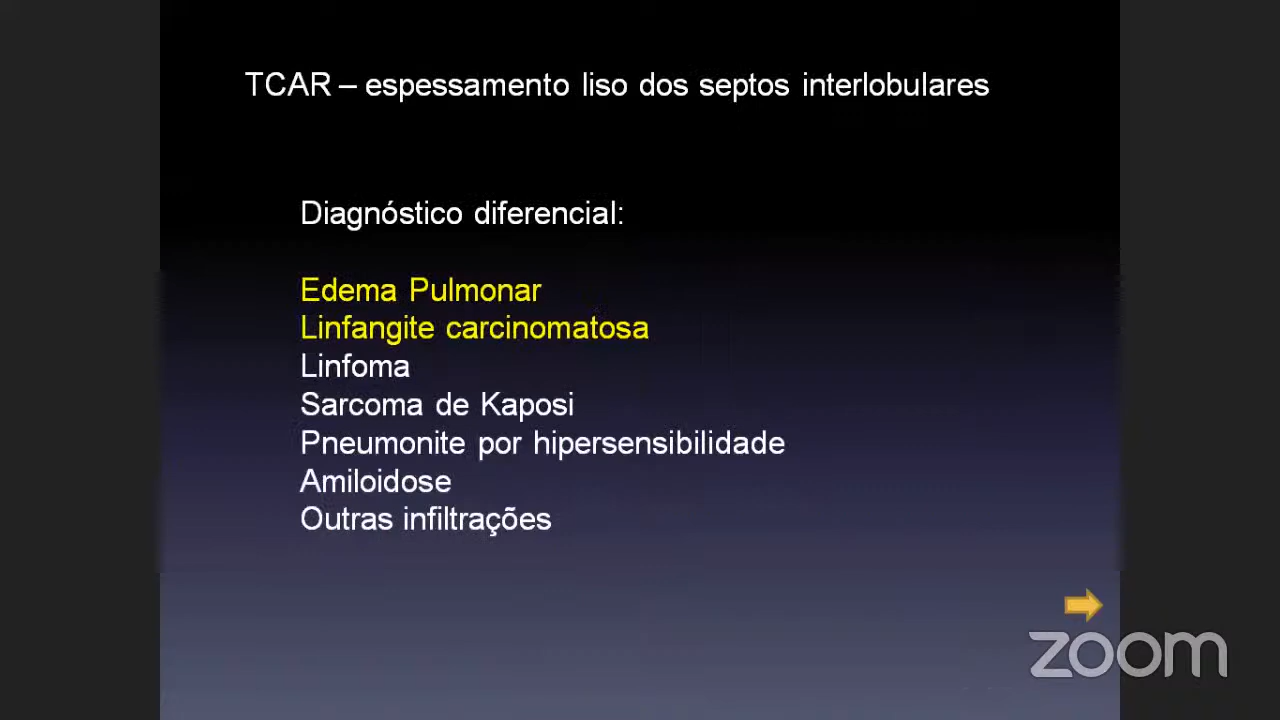 TCAR – espessamento liso dos septos interlobulares
Diagnóstico diferencial:
Edema Pulmonar
Linfangite carcinomatosa
Linfoma
Sarcoma de Kaposi
Pneumonite por hipersensibilidade
Amiloidose
Outras infiltrações
zoom